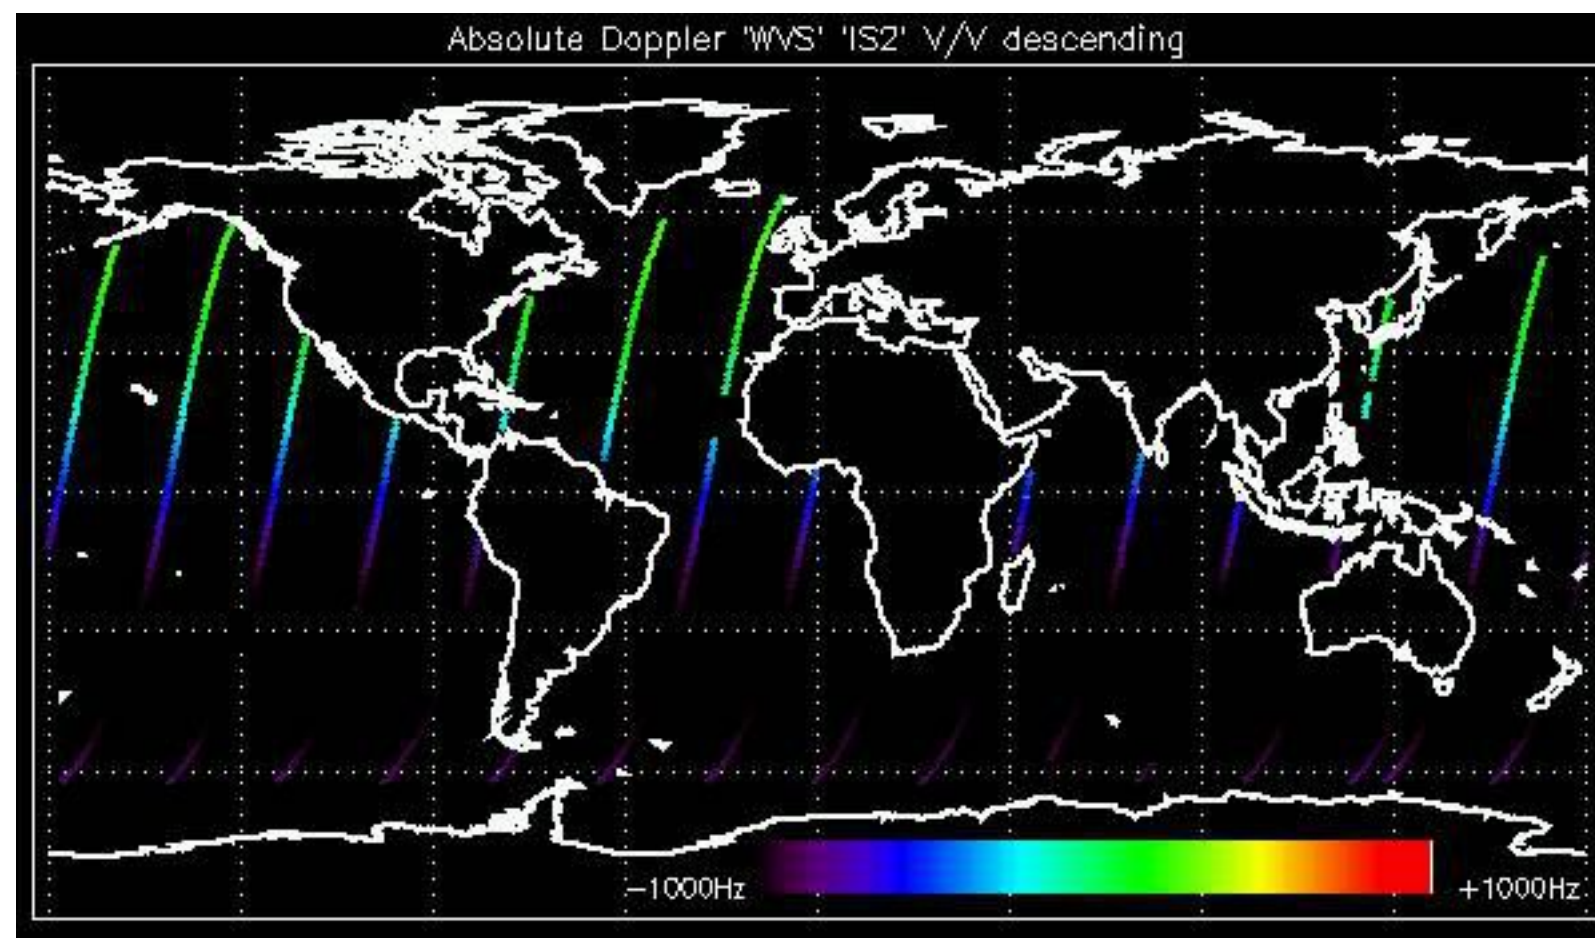 Absolute Doppler 'WVS' 'IS2' V/V descending
-1000Hz +1000Hz